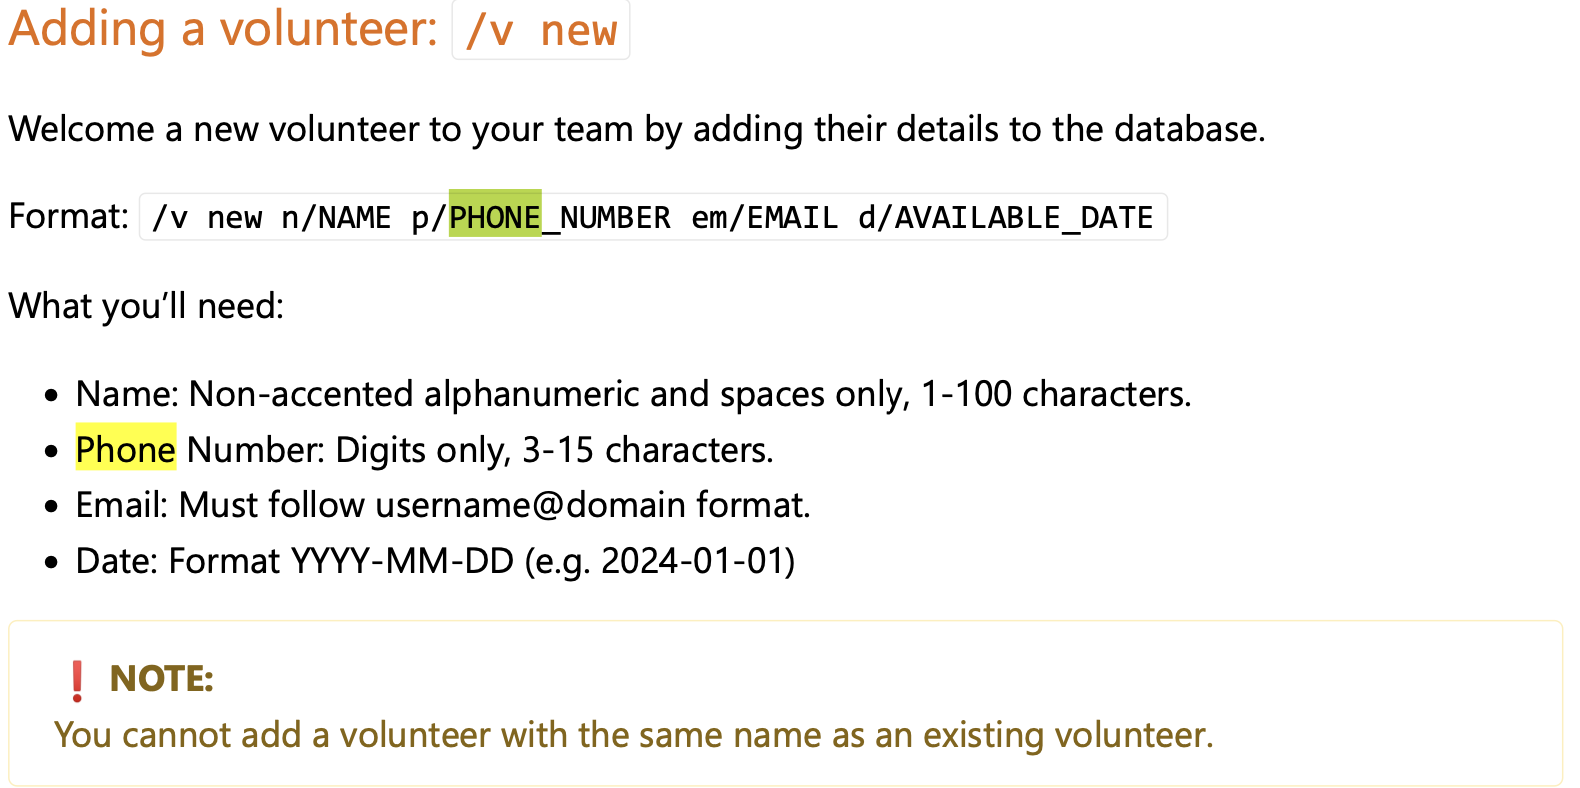 Adding a volunteer: /v new
Welcome a new volunteer to your team by adding their details to the database.
Format: /v new n/NAME p/PHONE_NUMBER em/EMAIL d/AVAILABLE_DATE
What you’ll need:
• Name: Non-accented alphanumeric and spaces only, 1-100 characters.
• Phone Number: Digits only, 3-15 characters.
• Email: Must follow username@domain format.
• Date: Format YYYY-MM-DD (e.g. 2024-01-01)
❗ NOTE:
You cannot add a volunteer with the same name as an existing volunteer.